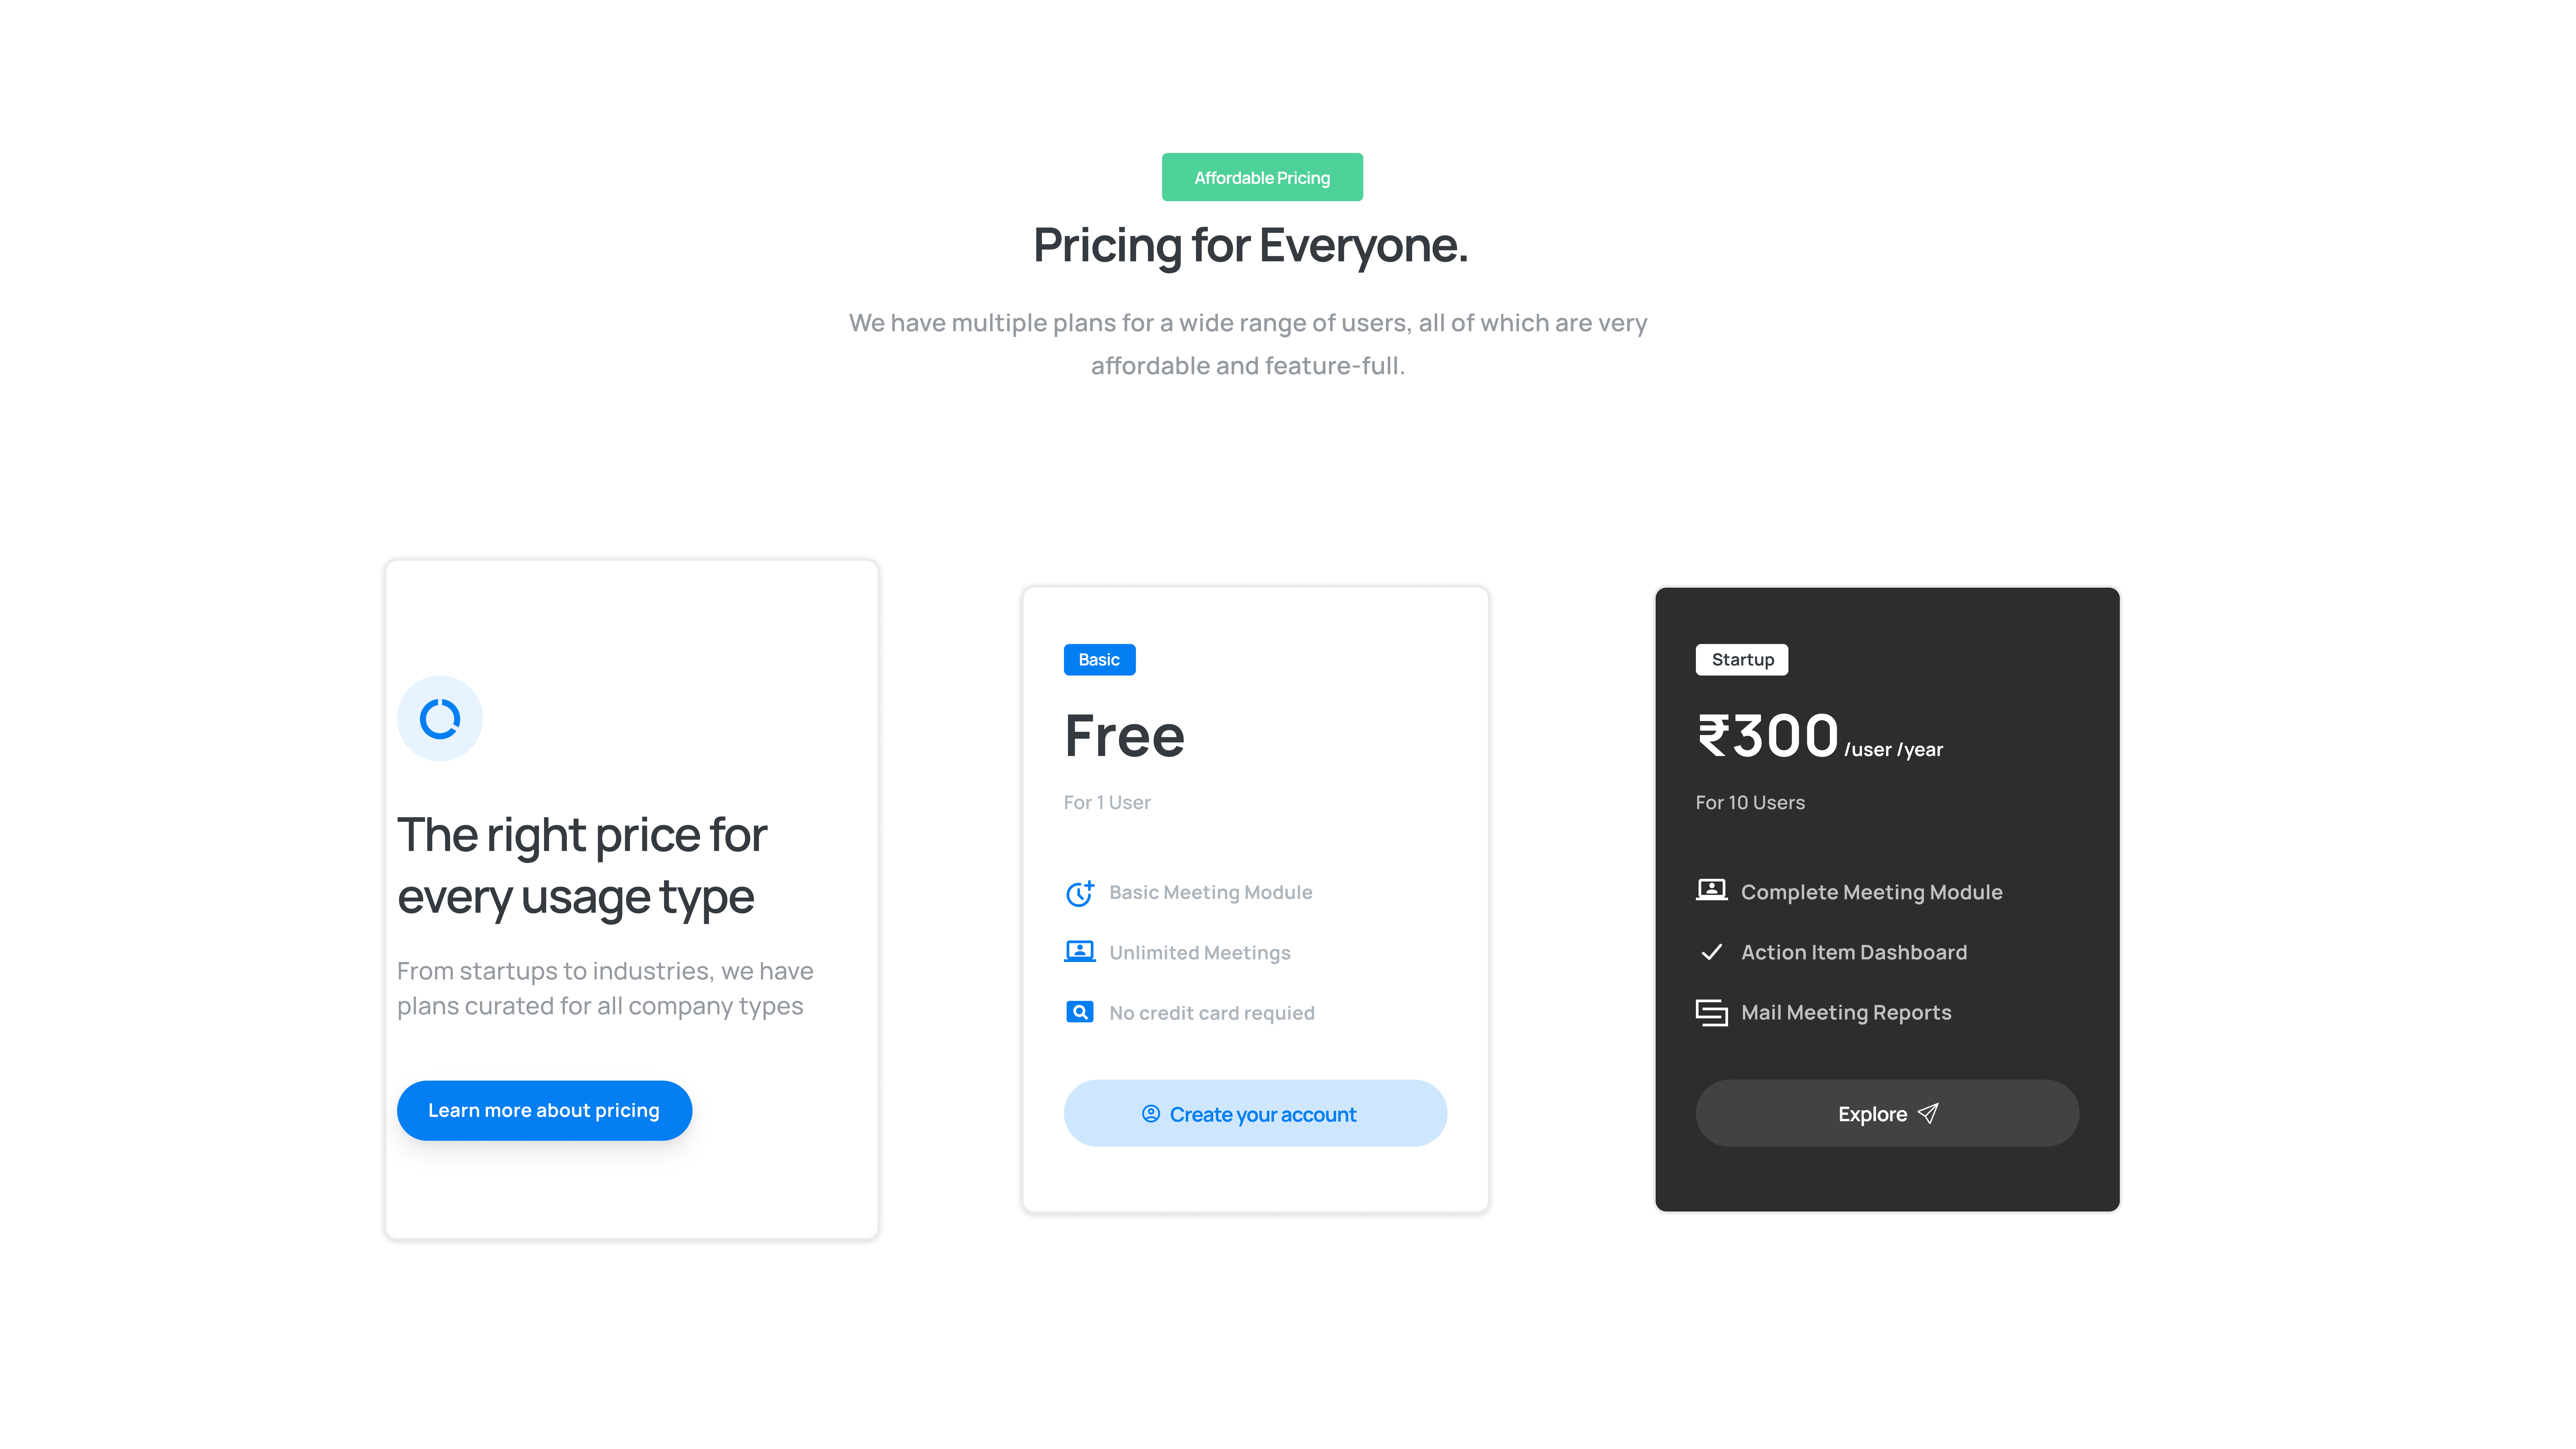 Affordable Pricing
Pricing for Everyone.
We have multiple plans for a wide range of users, all of which are very
affordable and feature-full.
The right price for
every usage type
From startups to industries, we have
plans curated for all company types
Learn more about pricing
Basic
Free
For 1 User
Basic Meeting Module
Unlimited Meetings
No credit card requied
Create your account
Startup
₹300 /user /year
For 10 Users
Complete Meeting Module
Action Item Dashboard
Mail Meeting Reports
Explore